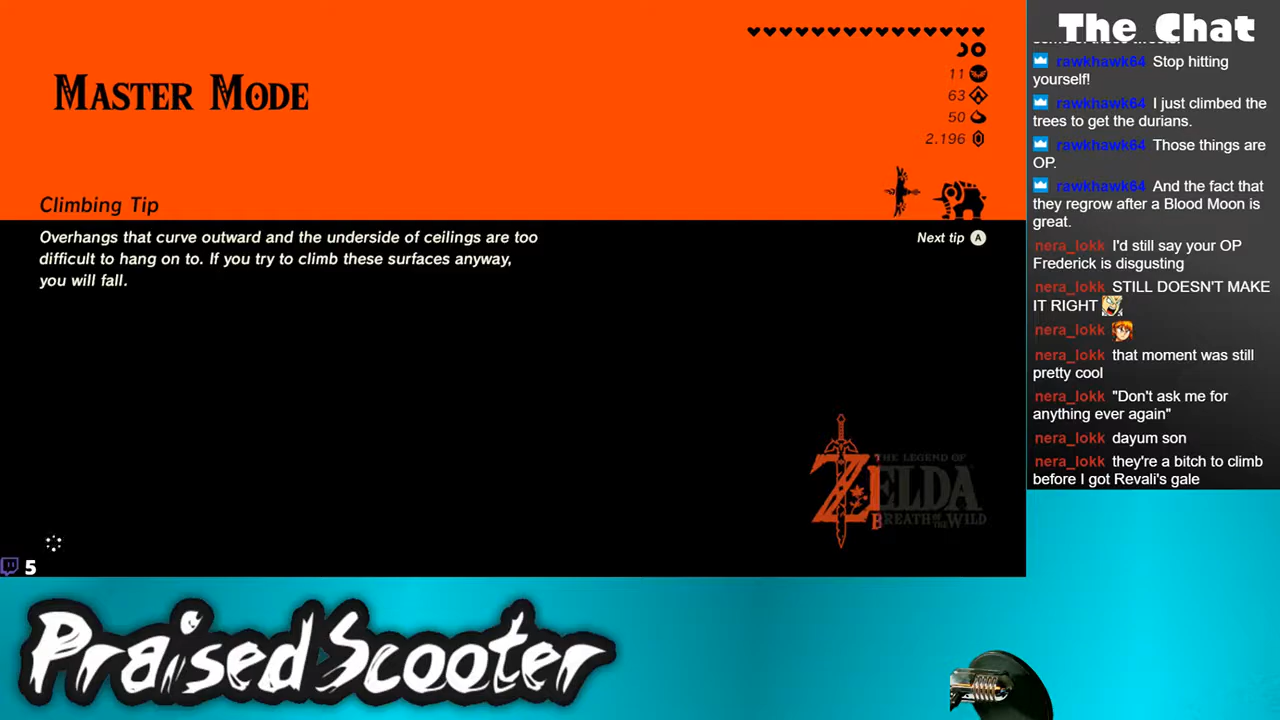 MASTER MODE
11
63
50
2.196
Climbing Tip
Overhangs that curve outward and the underside of ceilings are too
difficult to hang on to. If you try to climb these surfaces anyway,
you will fall.
Next tip A
THE LEGEND OF
ZELDA
BREATH OF THE WILD
5
PraisedScooter
The Chat
rawkhawk64 Stop hitting
yourself!
rawkhawk64 I just climbed the
trees to get the durians.
rawkhawk64 Those things are
OP.
rawkhawk64 And the fact that
they regrow after a Blood Moon is
great.
nera_lokk I'd still say your OP
Frederick is disgusting
nera_lokk STILL DOESN'T MAKE
IT RIGHT
nera_lokk
nera_lokk that moment was still
pretty cool
nera_lokk "Don't ask me for
anything ever again"
nera_lokk dayum son
nera_lokk they're a bitch to climb
before I got Revali's gale